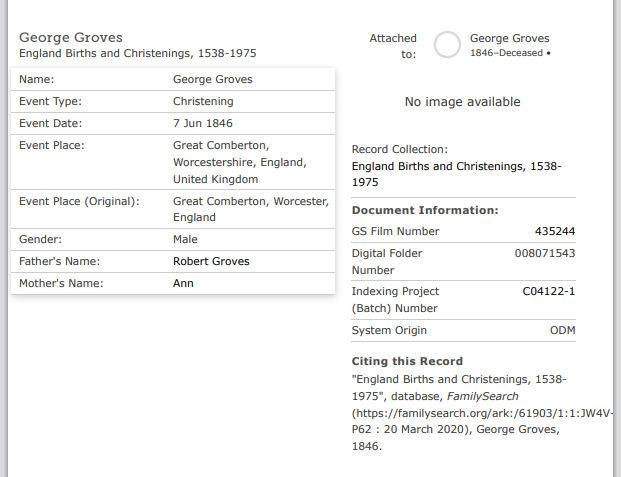 George Groves
England Births and Christenings, 1538-1975
Name: George Groves
Event Type: Christening
Event Date: 7 Jun 1846
Event Place: Great Comberton,
Worcestershire, England,
United Kingdom
Event Place (Original): Great Comberton, Worcester,
England
Gender: Male
Father's Name: Robert Groves
Mother's Name: Ann
Attached
to:
George Groves
1846–Deceased •
No image available
Record Collection:
England Births and Christenings, 1538-
1975
Document Information:
GS Film Number 435244
Digital Folder 008071543
Number
Indexing Project C04122-1
(Batch) Number
System Origin ODM
Citing this Record
"England Births and Christenings, 1538-
1975", database, FamilySearch
(https://familysearch.org/ark:/61903/1:1:JW4V-
P62 : 20 March 2020), George Groves,
1846.